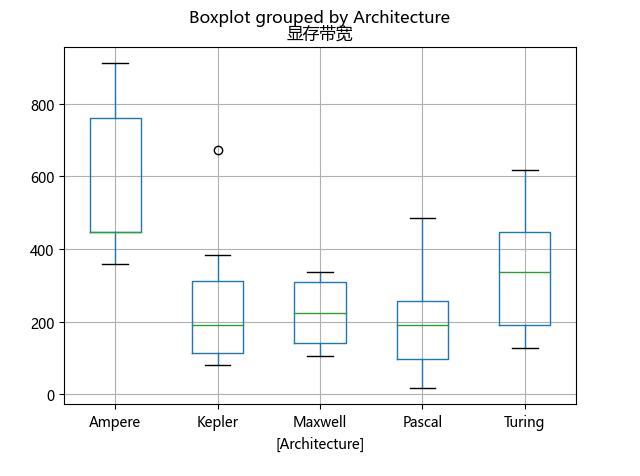 Boxplot grouped by Architecture
显存带宽
800
600
400
200
0
Ampere Kepler Maxwell Pascal Turing
[Architecture]